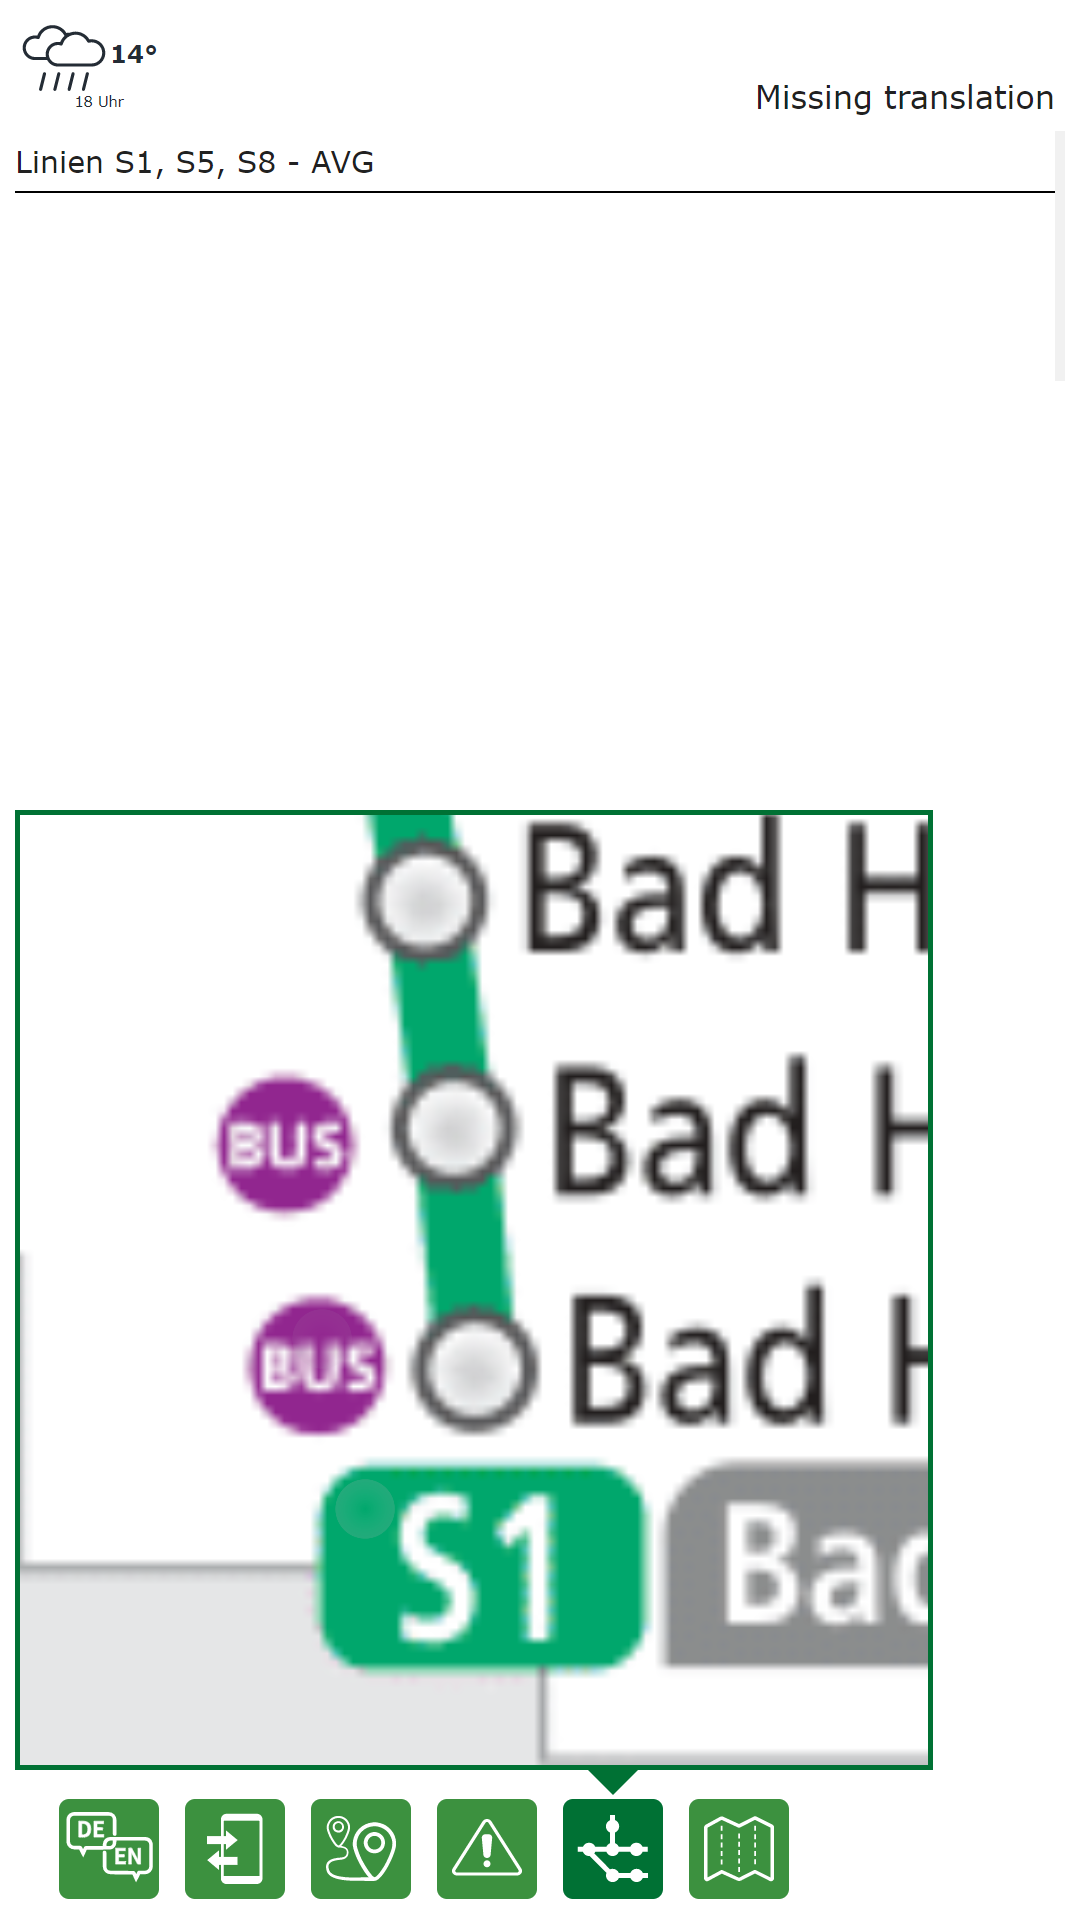 14°
18 Uhr
Missing translation
Linien S1, S5, S8 - AVG
Bad H
BUS
Bad H
BUS
Bad H
S1
Bad
DE
EN